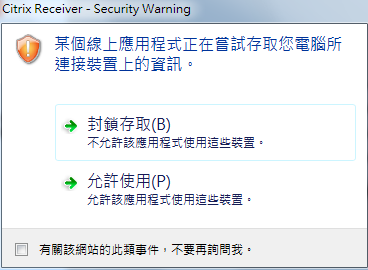 Citrix Receiver - Security Warning
某個線上應用程式正在嘗試存取您電腦所
連接裝置上的資訊。
封鎖存取(B)
不允許該應用程式使用這些裝置。
允許使用(P)
允許該應用程式使用這些裝置。
有關該網站的此類事件，不要再詢問我。